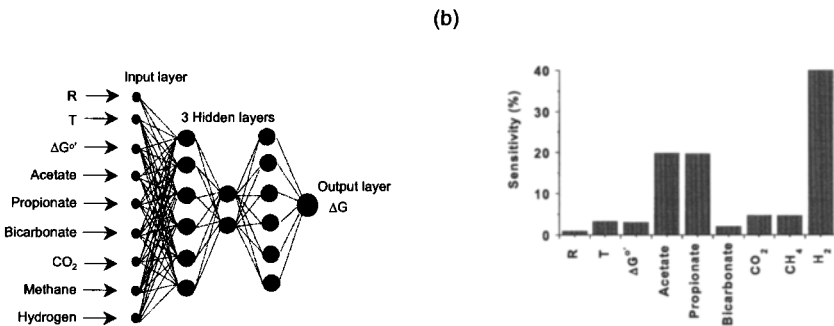 (b)
Input layer
R
T
3 Hidden layers
ΔG°'
Acetate
Propionate
Bicarbonate
CO₂
Methane
Hydrogen
Output layer
ΔG
Sensitivity (%)
40
30
20
10
0
R
T
ΔG°'
Acetate
Propionate
Bicarbonate
CO₂
CH₄
H₂